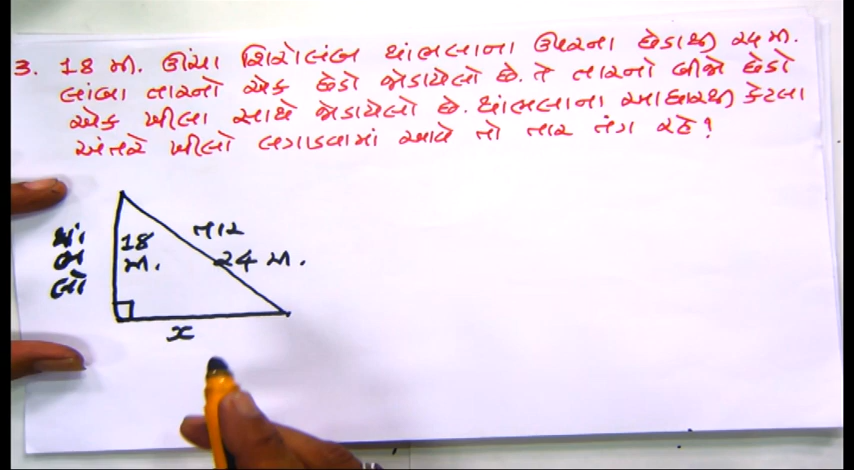 3. 18 મી. ઊંચા શિરોલંબ થાંભલાના ઉપરના છેડાથી 24 મી.
લાંબા તારનો એક છેડો જોડાયેલો છે. તે તારનો બીજો છેડો
એક ખીલા સાથે જોડાયેલો છે. થાંભલાના આધારથી કેટલા
અંતરે ખીલો લગાડવામાં આવે તો તાર તંગ રહે?
તાર
થાં
ભ
લો
18
મી.
24 મી.
x